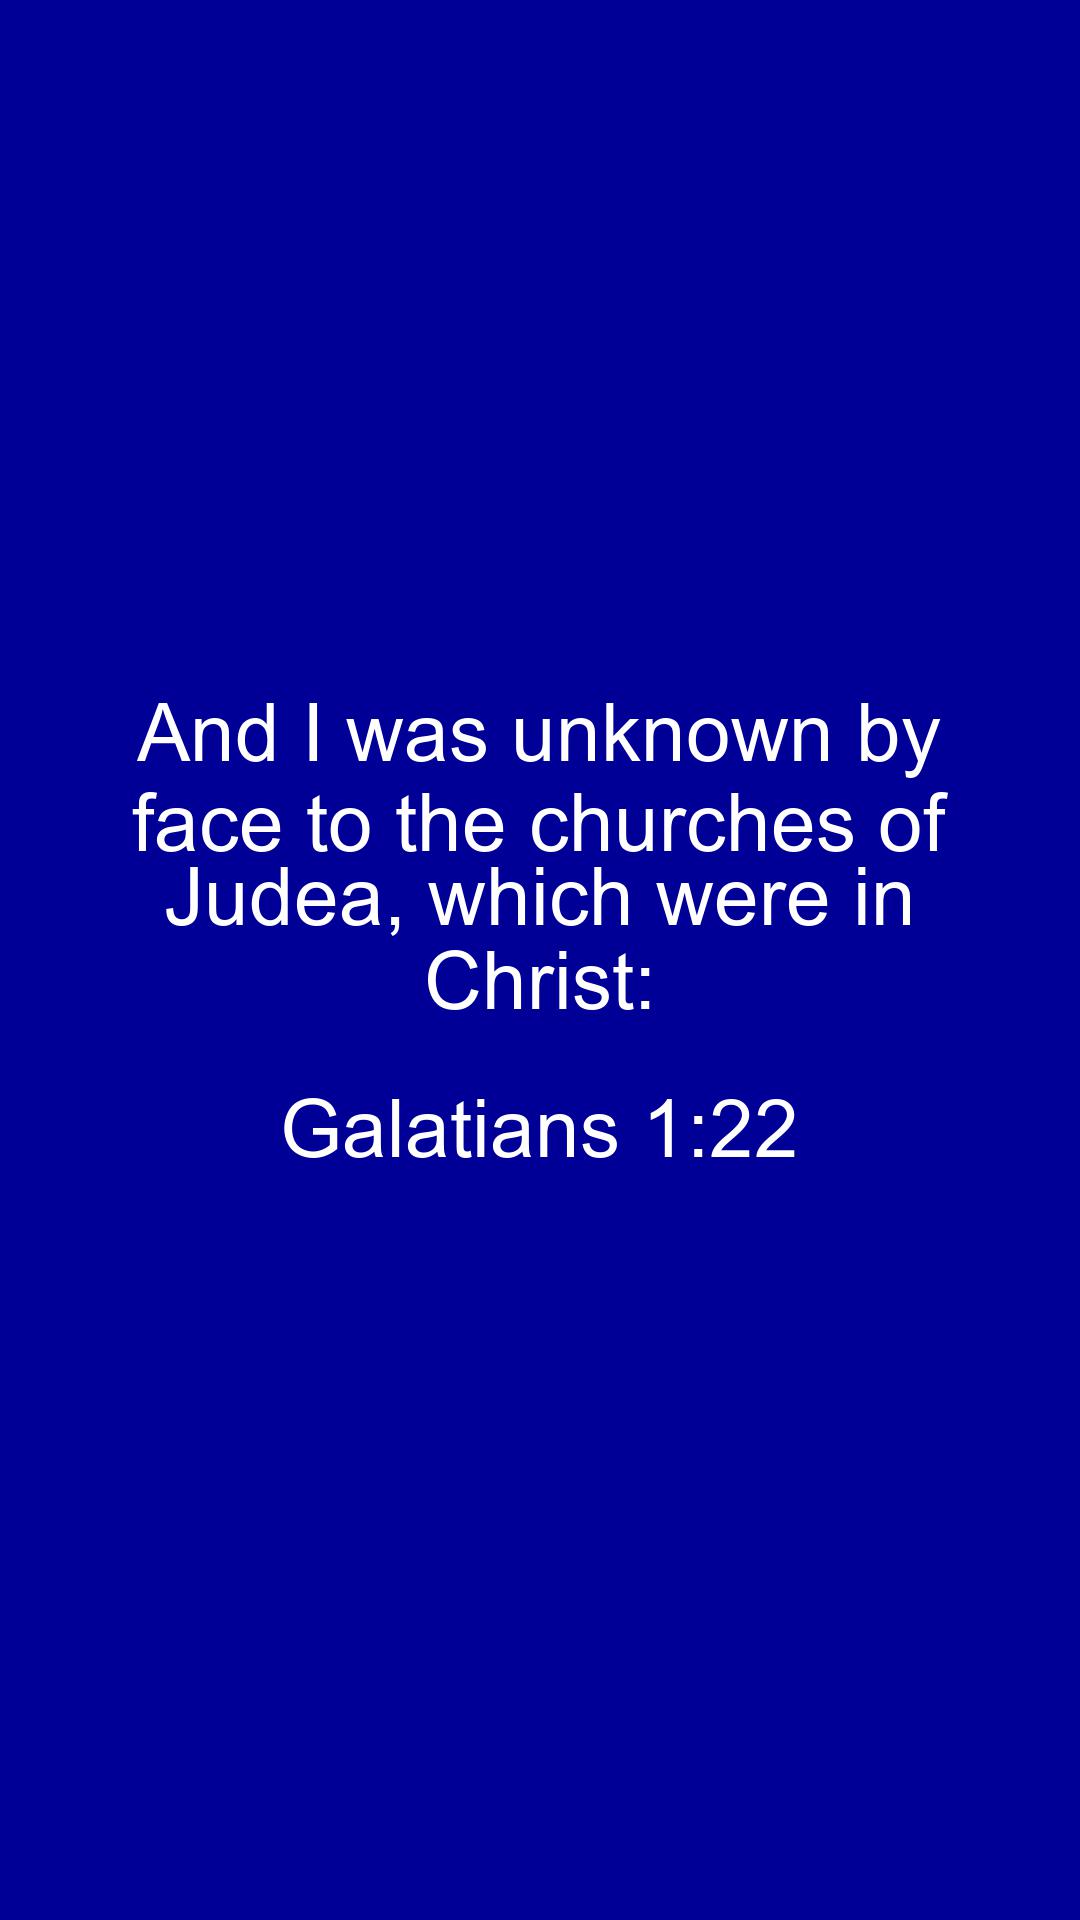 And I was unknown by
face to the churches of
Judea, which were in
Christ:
Galatians 1:22